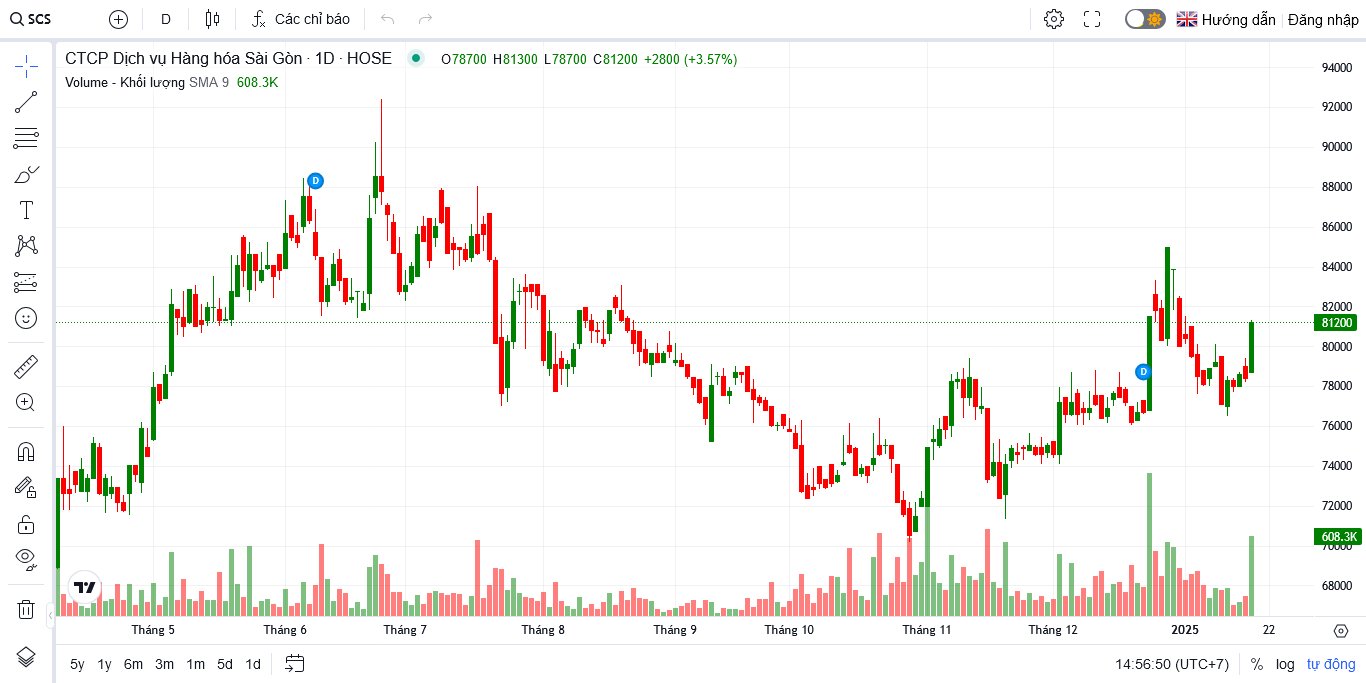 SCS D Các chỉ báo Hướng dẫn Đăng nhập
CTCP Dịch vụ Hàng hóa Sài Gòn · 1D · HOSE O78700 H81300 L78700 C81200 +2800 (+3.57%)
Volume - Khối lượng SMA 9 608.3K
94000
92000
90000
D
88000
86000
84000
82000
81200
80000
D
78000
76000
74000
72000
608.3K
70000
68000
Tháng 5 Tháng 6 Tháng 7 Tháng 8 Tháng 9 Tháng 10 Tháng 11 Tháng 12 2025 22
5y 1y 6m 3m 1m 5d 1d 14:56:50 (UTC+7) % log tự động